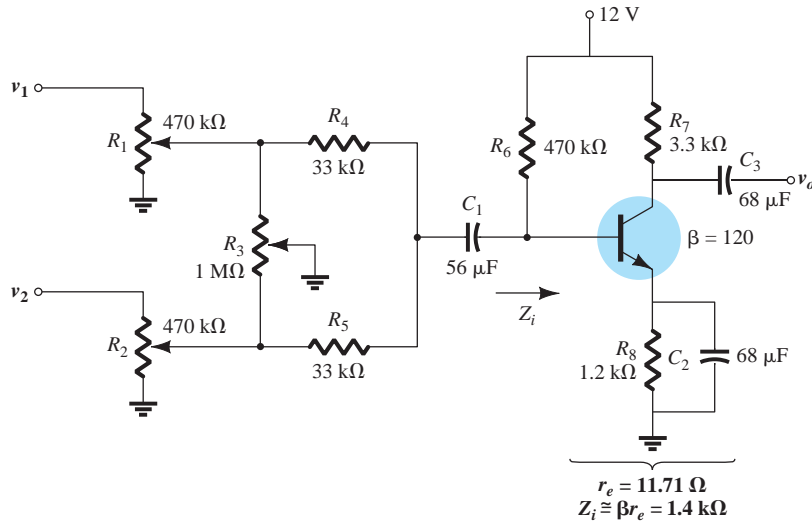 12 V
v₁
470 kΩ
R₁
R₄
33 kΩ
R₆
470 kΩ
R₇
3.3 kΩ
C₃
68 µF
vₒ
C₁
56 µF
β = 120
R₃
1 MΩ
Zᵢ
v₂
470 kΩ
R₂
R₅
33 kΩ
R₈
1.2 kΩ
C₂
68 µF
rₑ = 11.71 Ω
Zᵢ ≅ βrₑ = 1.4 kΩ